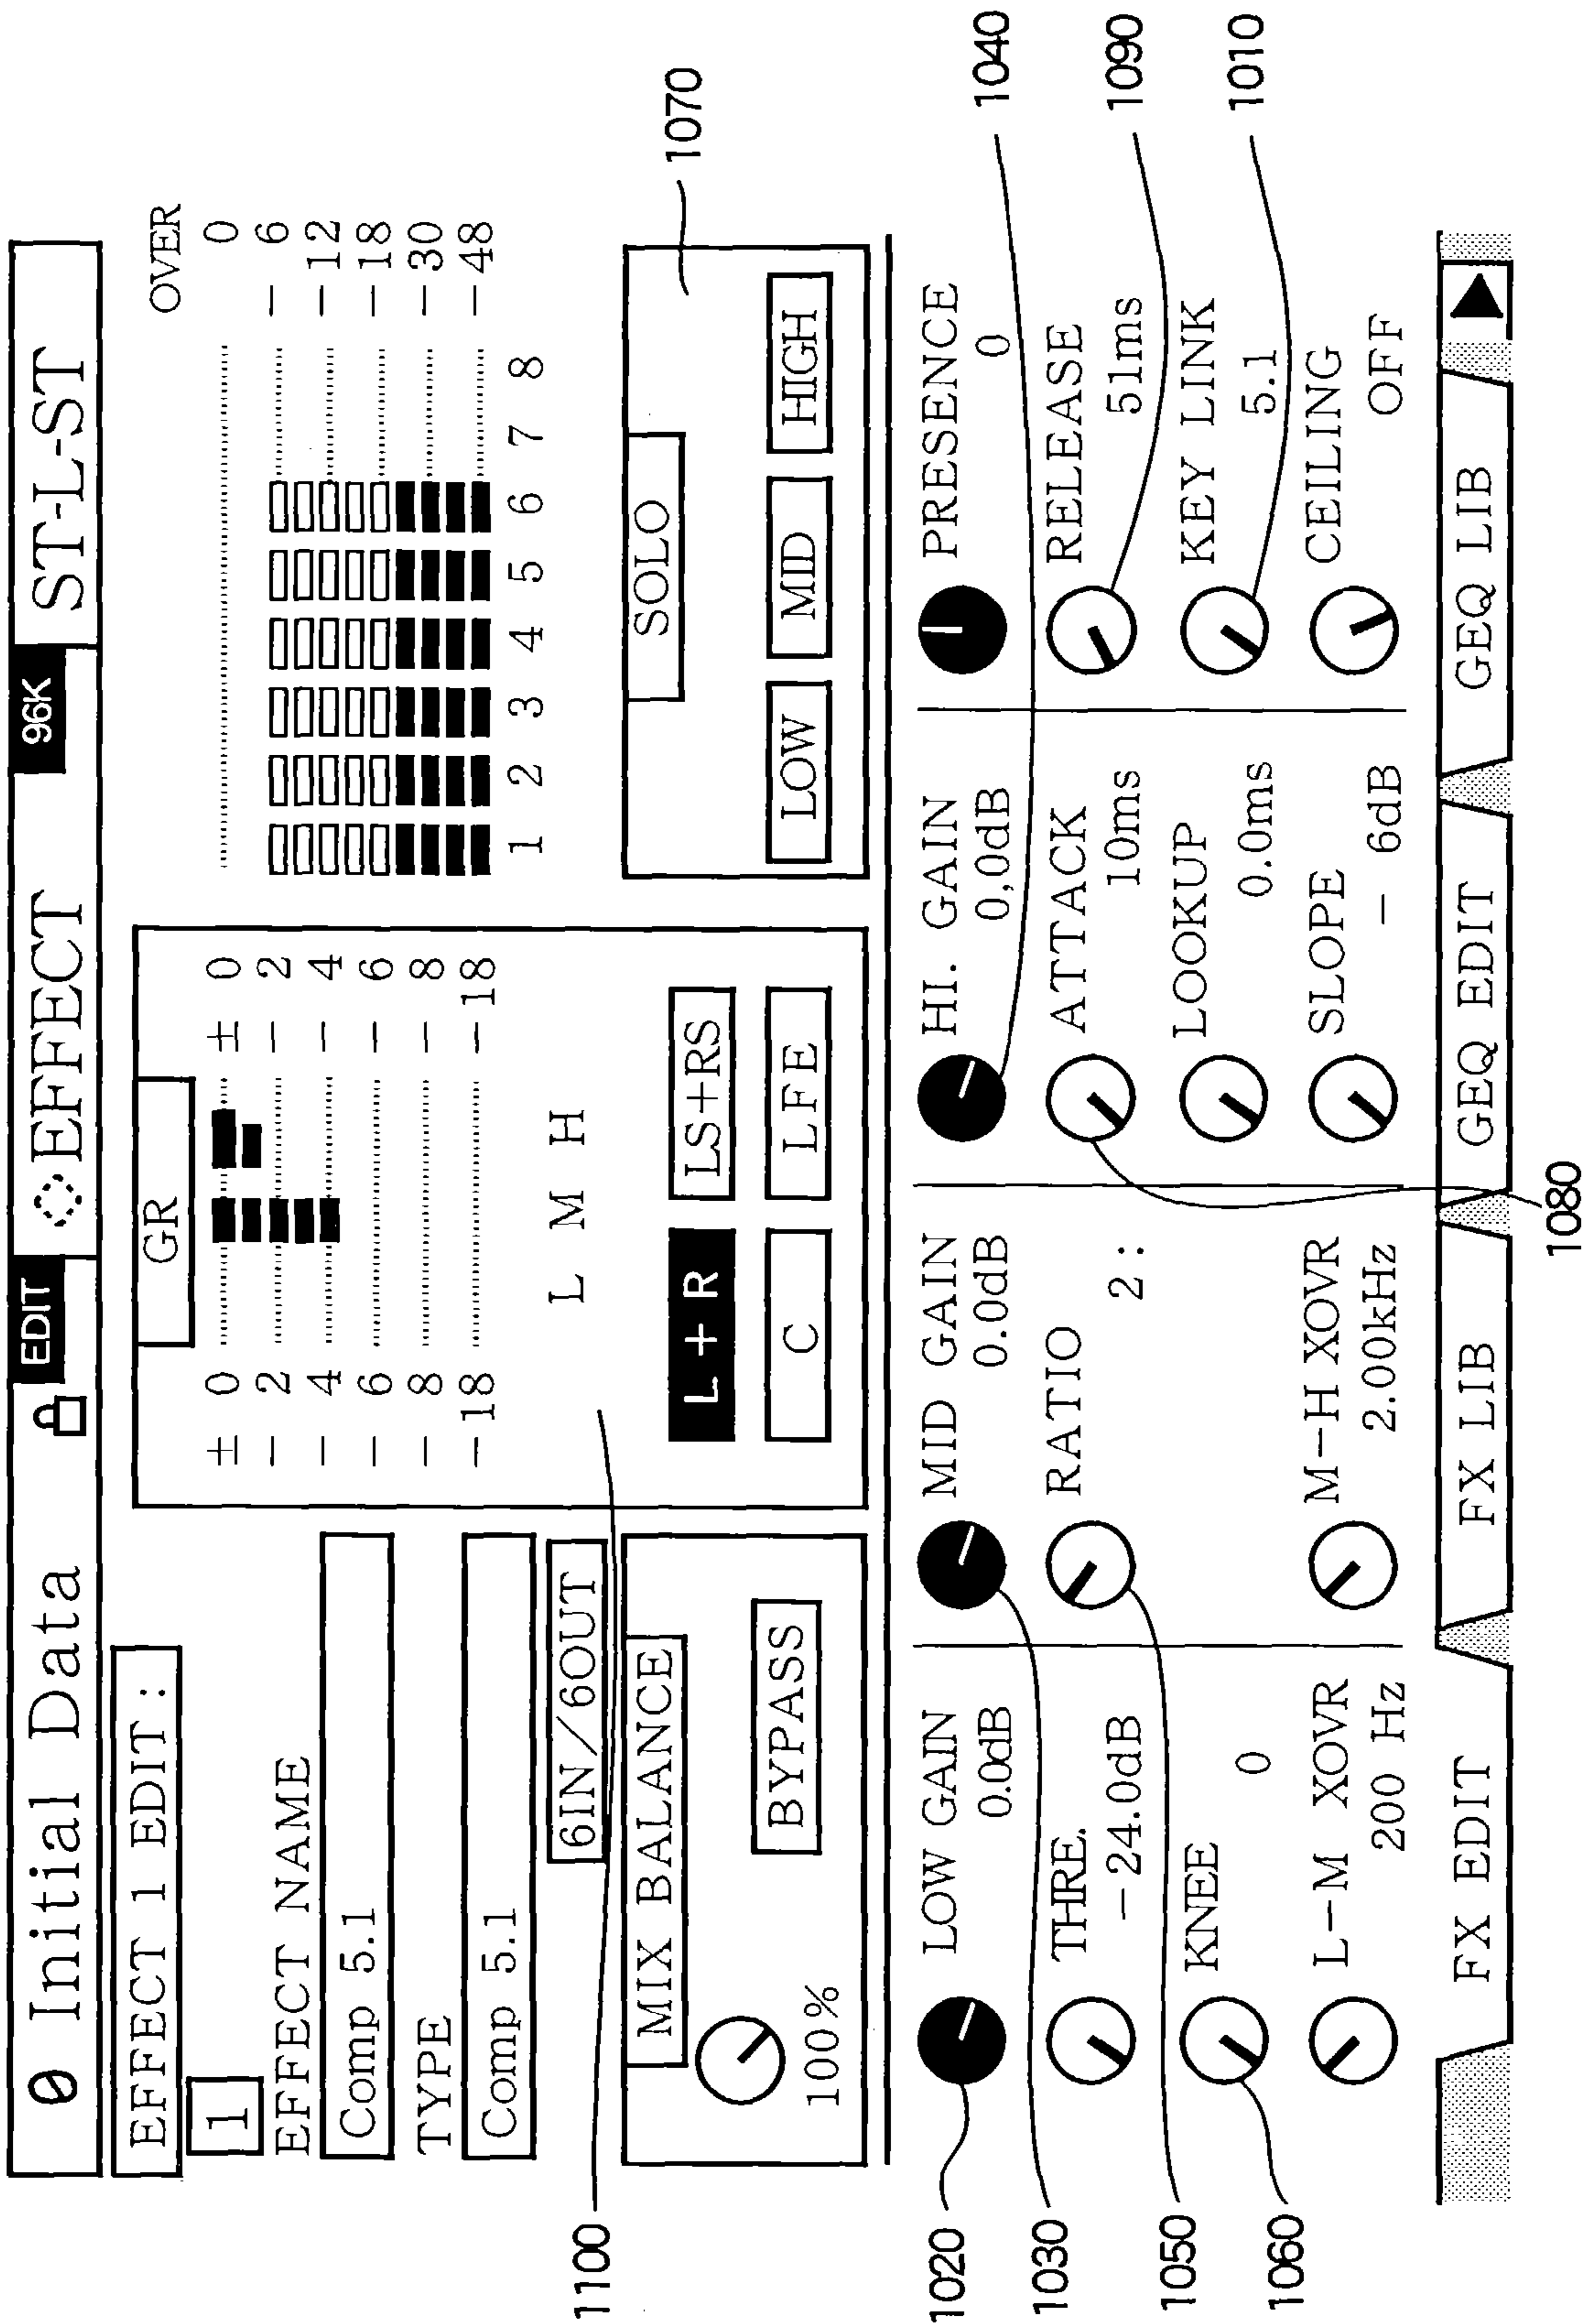 0 Initial Data EDIT EFFECT 96K ST-L-ST
EFFECT 1 EDIT :
1
EFFECT NAME
Comp 5.1
TYPE
Comp 5.1
6IN/6OUT
MIX BALANCE
100%
BYPASS
GR
± 0 ± 0
− 2 − 2
− 4 − 4
− 6 − 6
− 8 − 8
−18 −18
L M H
L + R LS+RS
C LFE
OVER
0
− 6
−12
−18
−30
−48
1 2 3 4 5 6 7 8
SOLO
LOW MID HIGH
1070
1100
LOW GAIN MID GAIN HI. GAIN PRESENCE
0.0dB 0.0dB 0,0dB 0
THRE. RATIO ATTACK RELEASE
−24.0dB 2 : 10ms 51ms
KNEE LOOKUP KEY LINK
0 0.0ms 5.1
L−M XOVR M−H XOVR SLOPE CEILING
200 Hz 2.00kHz − 6dB OFF
1020 1040
1030 1090
1050 1010
1060
FX EDIT FX LIB GEQ EDIT GEQ LIB
1080